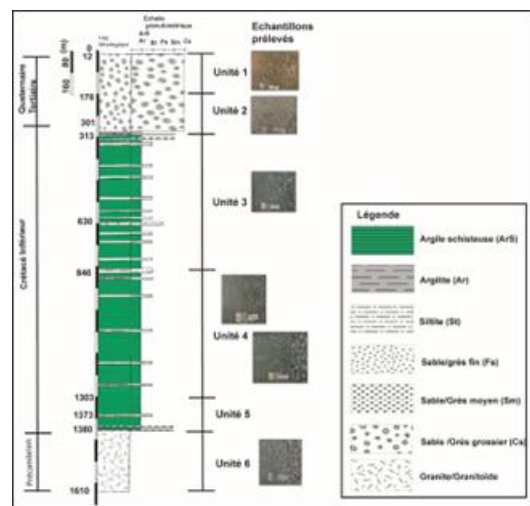 Echelle
granulométrique
ArS
Ar St Fs Sm Cs
Echantillons
prélevés
(m)
0
80
160
12
176
301
313
630
840
1303
1373
1380
1610
Quaternaire
Tertiaire
Crétacé Inférieur
Précambrien
Unité 1
Unité 2
Unité 3
Unité 4
Unité 5
Unité 6
Légende
Argile schisteuse (ArS)
Argilite (Ar)
Siltite (St)
Sable/grès fin (Fs)
Sable/Grès moyen (Sm)
Sable /Grès grossier (Cs)
Granite/Granitoïde